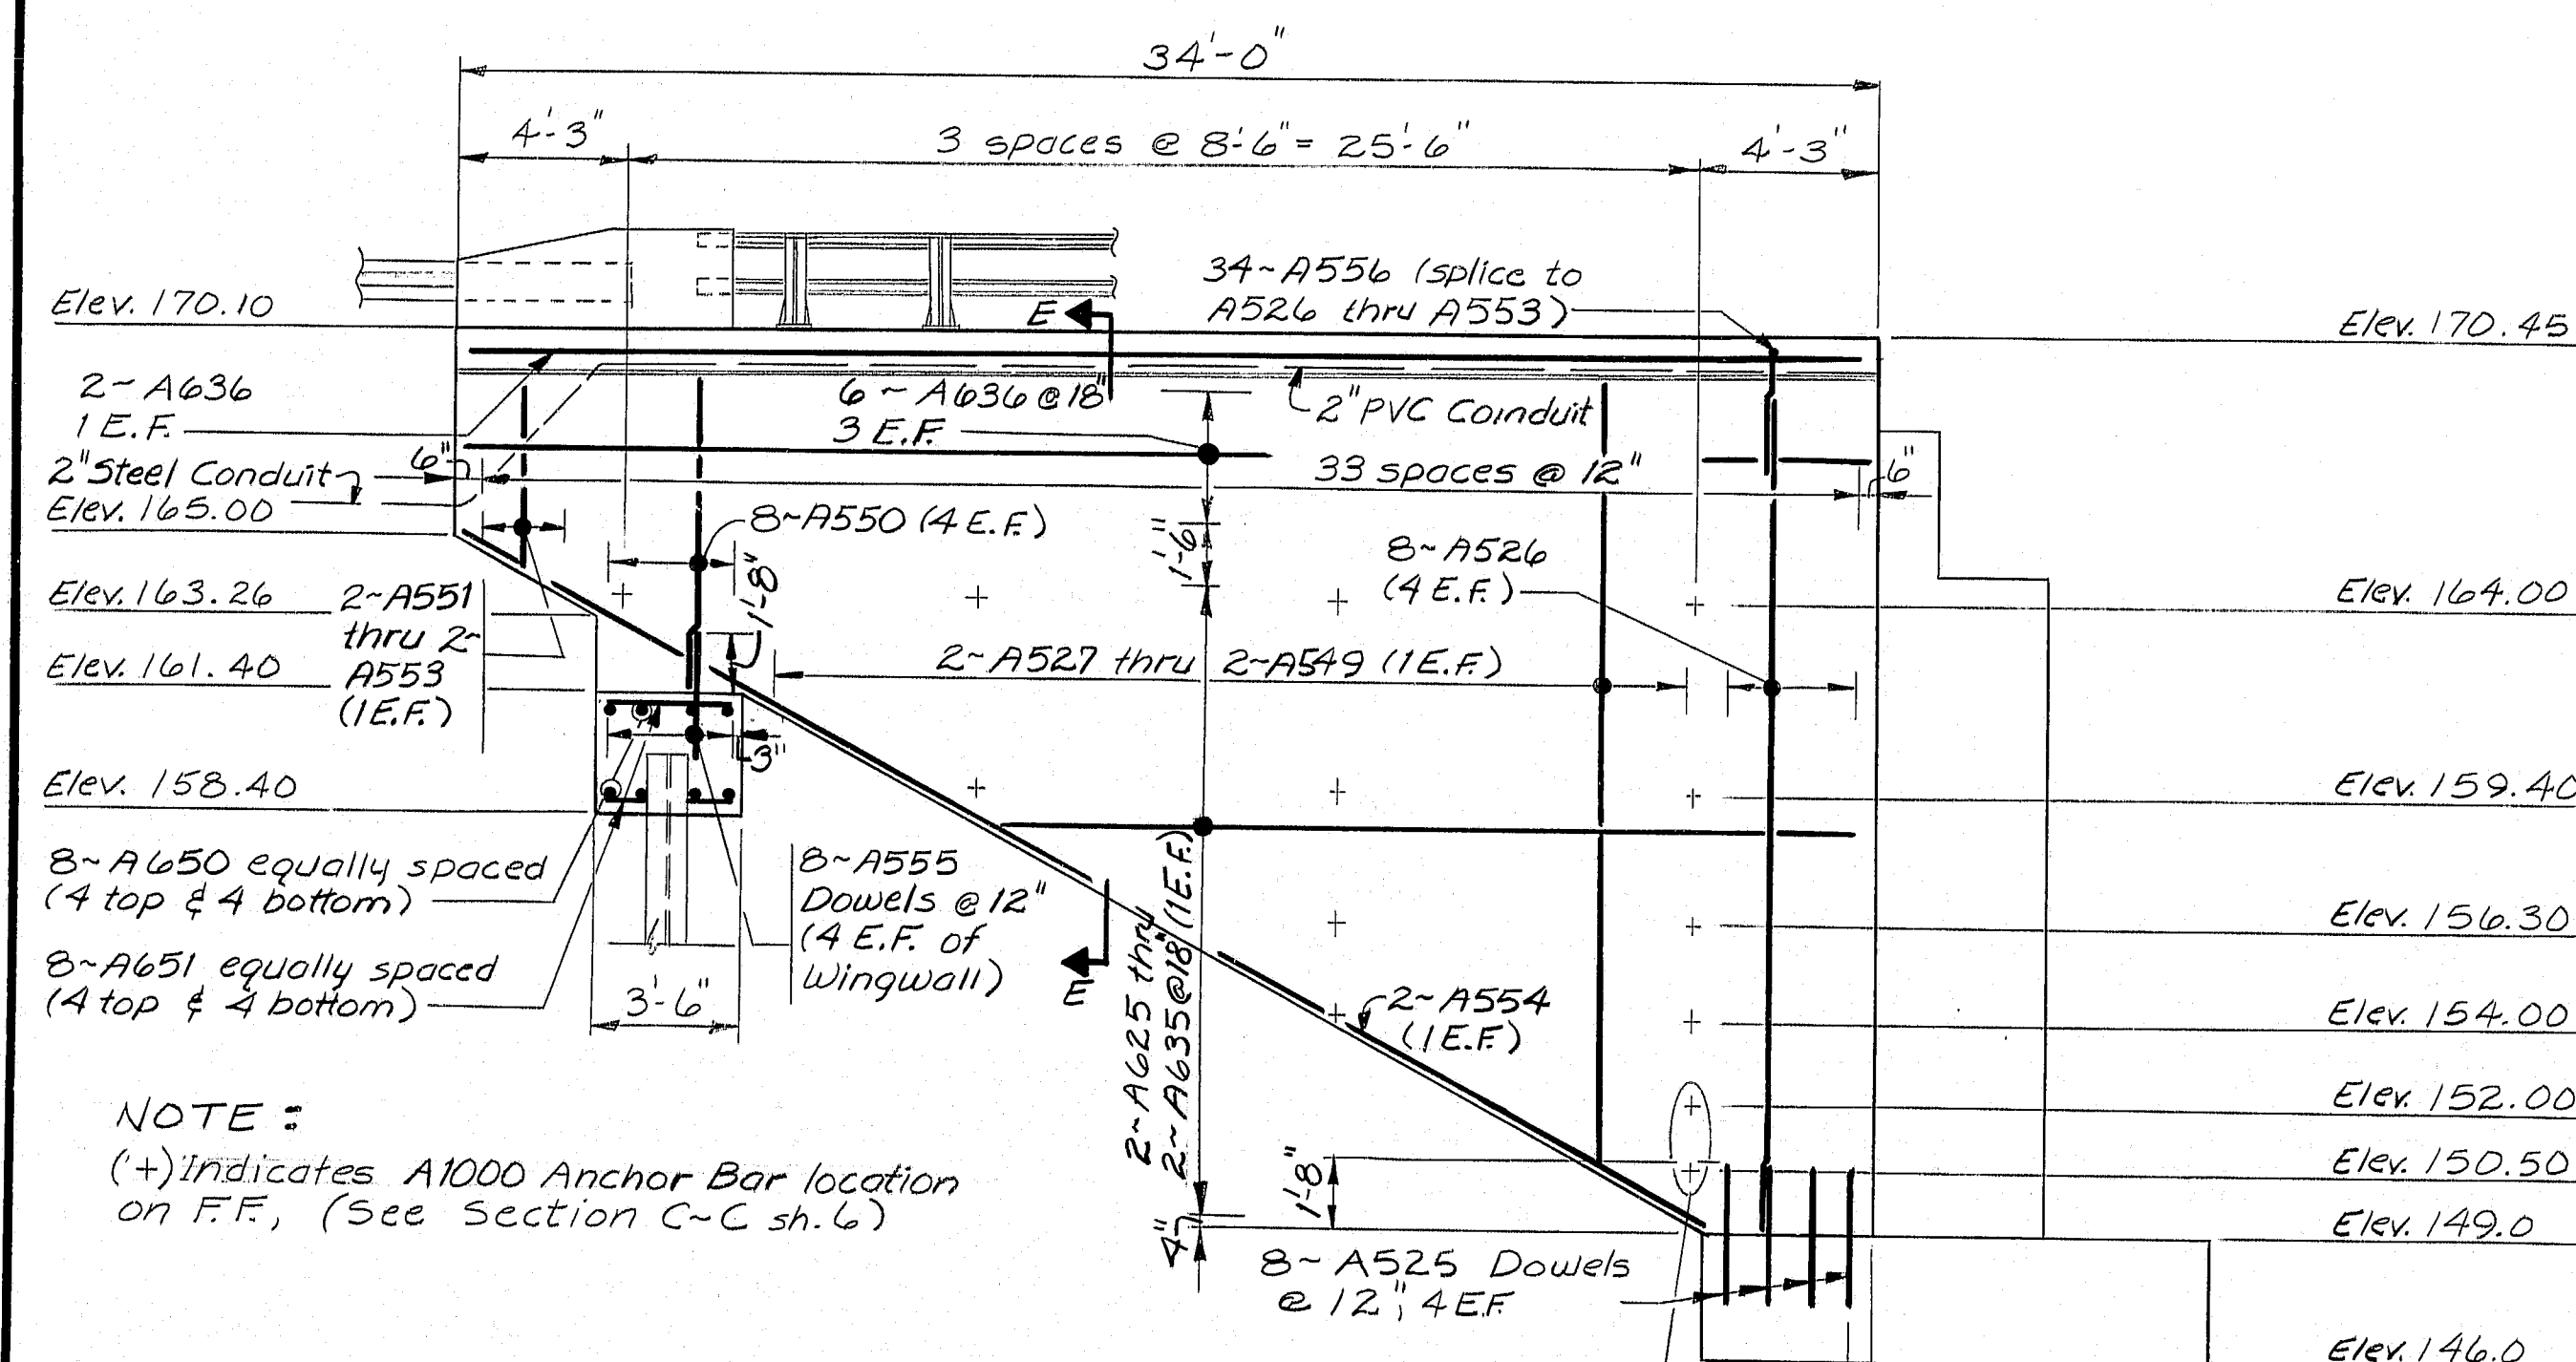 34'-0"
4'-3"
3 spaces @ 8'-6" = 25'-6"
4'-3"
34~A556 (splice to
A526 thru A553)
Elev. 170.10
E
Elev. 170.45
2~A636
1 E.F.
6~A636 @ 18"
3 E.F.
2" PVC Coinduit
2" Steel Conduit
6"
33 spaces @ 12"
6"
Elev. 165.00
8~A550 (4 E.F.)
1'-6"
8~A526
(4 E.F.)
Elev. 163.26
2~A551
thru 2~
A553
(1E.F.)
1'-8"
Elev. 164.00
Elev. 161.40
2~A527 thru 2~A549 (1E.F.)
3"
Elev. 158.40
Elev. 159.40
8~A650 equally spaced
(4 top & 4 bottom)
8~A555
Dowels @ 12"
(4 E.F. of
Wingwall)
2~A625 thru
2~A635@18" (1E.F.)
Elev. 156.30
8~A651 equally spaced
(4 top & 4 bottom)
3'-6"
E
2~A554
(1E.F.)
Elev. 154.00
Elev. 152.00
NOTE :
(+) Indicates A1000 Anchor Bar location
on F.F., (See Section C~C sh. 6)
1'-8"
4"
Elev. 150.50
Elev. 149.0
8~A525 Dowels
@ 12", 4 E.F.
Elev. 146.0